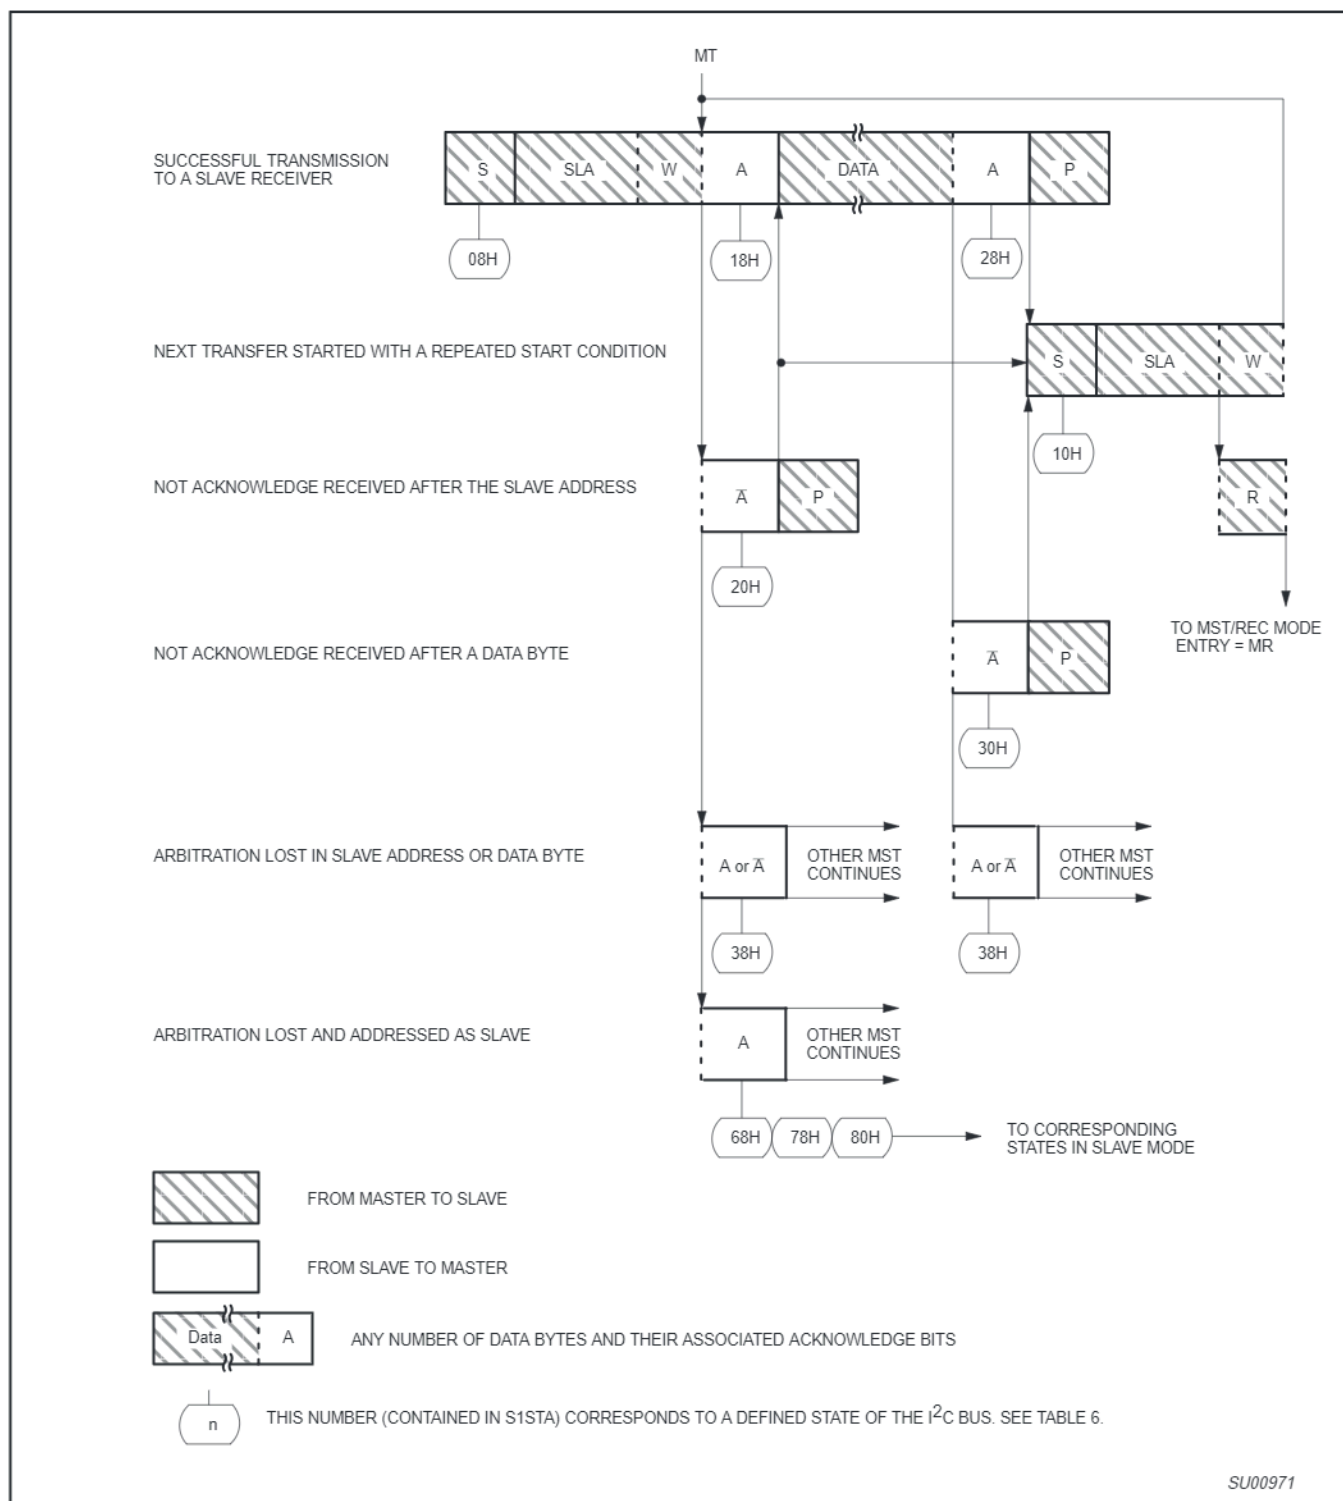 MT
SUCCESSFUL TRANSMISSION
TO A SLAVE RECEIVER
S SLA W A DATA A P
08H 18H 28H
NEXT TRANSFER STARTED WITH A REPEATED START CONDITION
S SLA W
10H
NOT ACKNOWLEDGE RECEIVED AFTER THE SLAVE ADDRESS
A̅ P
R
20H
TO MST/REC MODE
ENTRY = MR
NOT ACKNOWLEDGE RECEIVED AFTER A DATA BYTE
A̅ P
30H
ARBITRATION LOST IN SLAVE ADDRESS OR DATA BYTE
A or A̅
OTHER MST
CONTINUES
A or A̅
OTHER MST
CONTINUES
38H 38H
ARBITRATION LOST AND ADDRESSED AS SLAVE
A
OTHER MST
CONTINUES
68H 78H 80H
TO CORRESPONDING
STATES IN SLAVE MODE
FROM MASTER TO SLAVE
FROM SLAVE TO MASTER
Data A
ANY NUMBER OF DATA BYTES AND THEIR ASSOCIATED ACKNOWLEDGE BITS
n
THIS NUMBER (CONTAINED IN S1STA) CORRESPONDS TO A DEFINED STATE OF THE I²C BUS. SEE TABLE 6.
SU00971